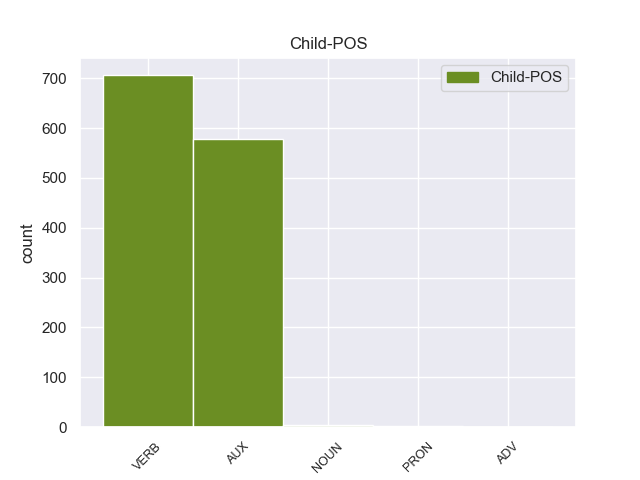 Child-POS
Child-POS
count
700
600
500
400
300
200
100
0
VERB
AUX
NOUN
PRON
ADV